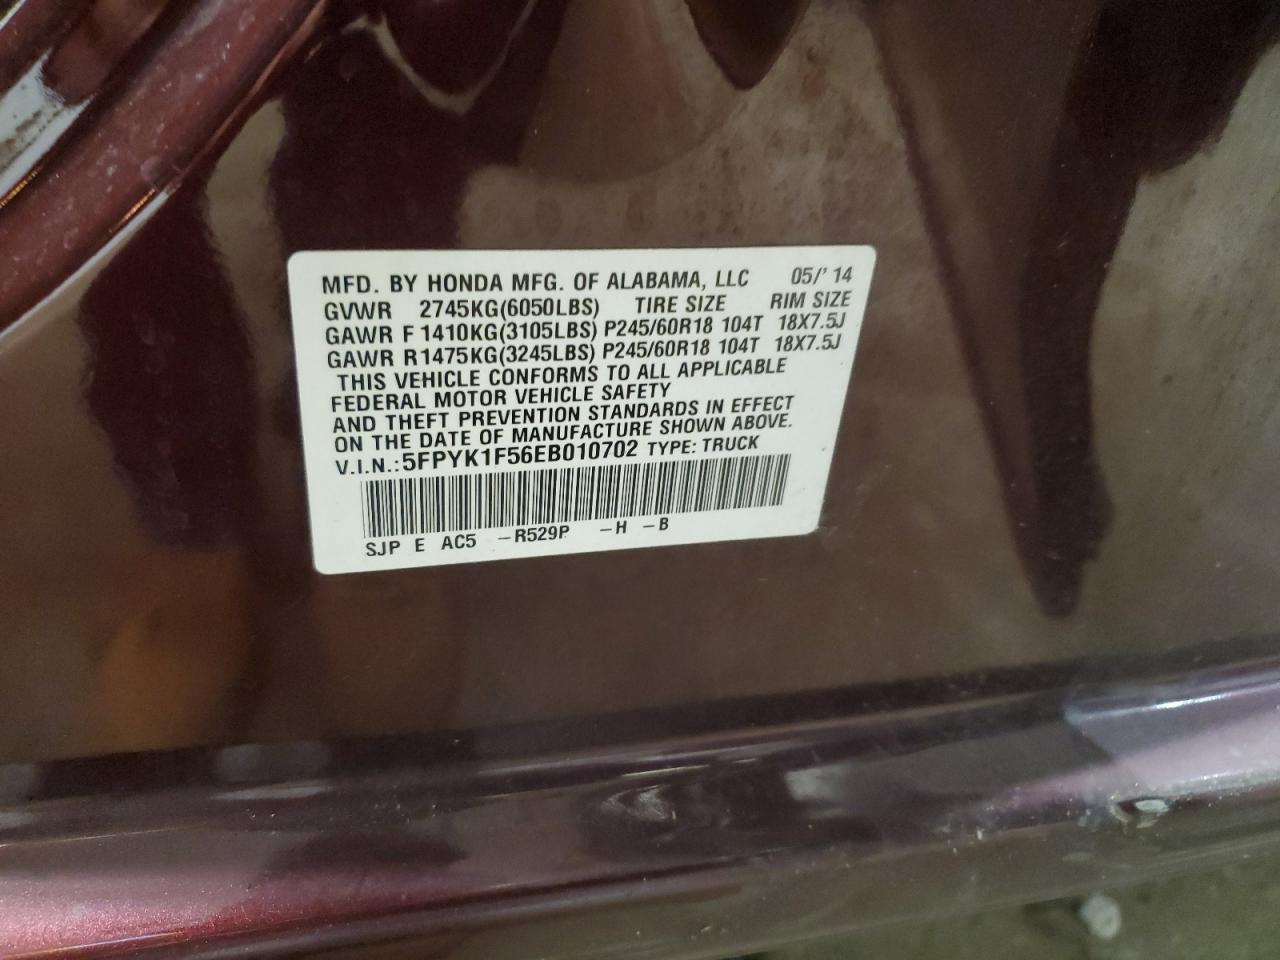 MFD. BY HONDA MFG. OF ALABAMA, LLC 05/'14
GVWR 2745KG(6050LBS) TIRE SIZE RIM SIZE
GAWR F 1410KG(3105LBS) P245/60R18 104T 18X7.5J
GAWR R1475KG(3245LBS) P245/60R18 104T 18X7.5J
THIS VEHICLE CONFORMS TO ALL APPLICABLE
FEDERAL MOTOR VEHICLE SAFETY
AND THEFT PREVENTION STANDARDS IN EFFECT
ON THE DATE OF MANUFACTURE SHOWN ABOVE.
V.I.N.:5FPYK1F56EB010702 TYPE: TRUCK
SJP E AC5 -R529P -H -B